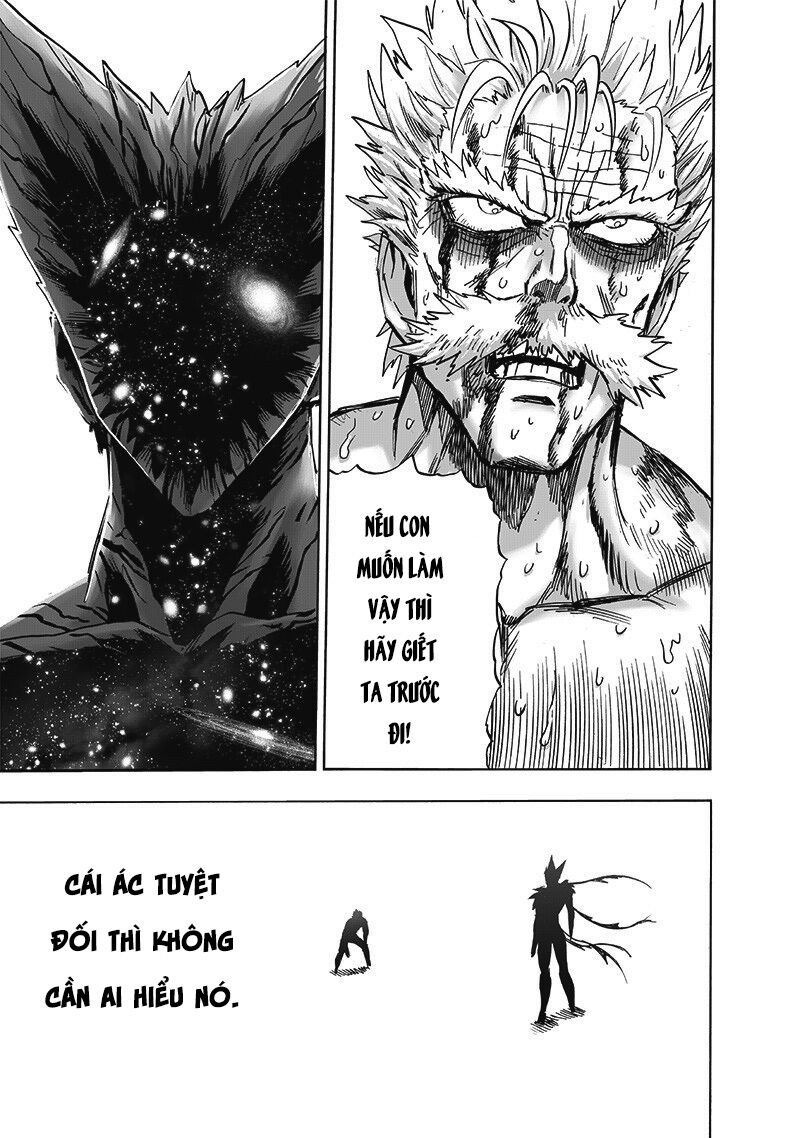 NẾU CON
MUỐN LÀM
VẬY THÌ
HÃY GIẾT
TA TRƯỚC
ĐI!
CÁI ÁC TUYỆT
ĐỐI THÌ KHÔNG
CẦN AI HIỂU NÓ.